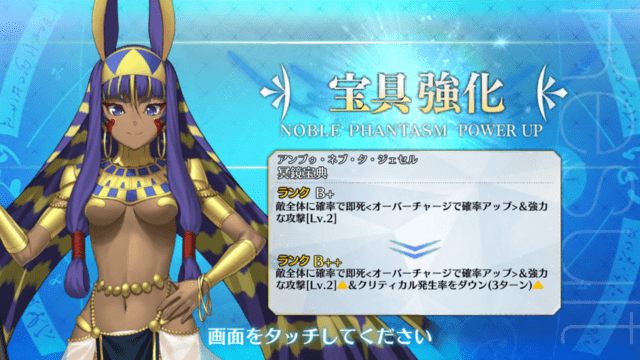 宝具強化
NOBLE PHANTASM POWER UP
アンプゥ・ネブ・タ・ジェセル
冥鏡宝典
ランク B+
敵全体に確率で即死<オーバーチャージで確率アップ>&強力
な攻撃[Lv.2]
ランク B++
敵全体に確率で即死<オーバーチャージで確率アップ>&強力
な攻撃[Lv.2]▲&クリティカル発生率をダウン(3ターン)▲
画面をタッチしてください
Result